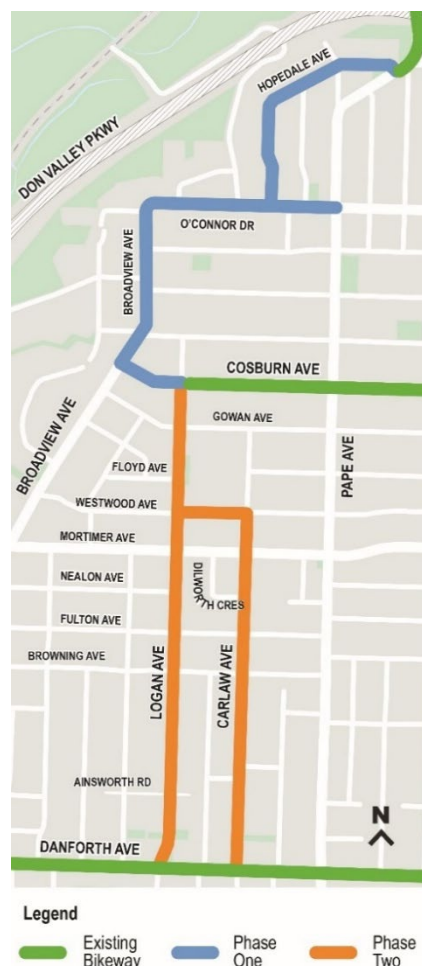 HOPEDALE AVE
DON VALLEY PKWY
O'CONNOR DR
BROADVIEW AVE
COSBURN AVE
GOWAN AVE
BROADVIEW AVE
PAPE AVE
FLOYD AVE
WESTWOOD AVE
MORTIMER AVE
NEALON AVE
DILWORTH CRES
FULTON AVE
BROWNING AVE
LOGAN AVE
CARLAW AVE
AINSWORTH RD
N
DANFORTH AVE
Legend
Existing
Bikeway
Phase
One
Phase
Two